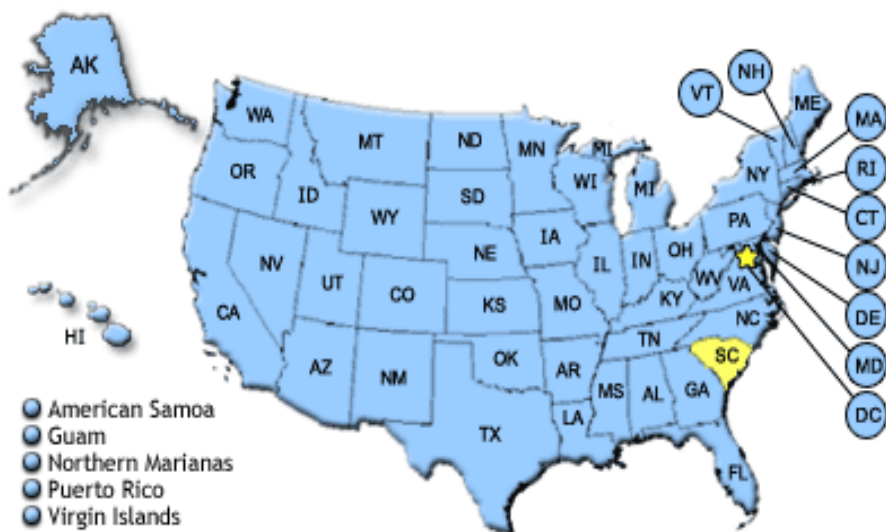 AK
NH
VT
ME
WA
MA
MT
ND
MN
MI
OR
RI
WI
NY
ID
SD
MI
WY
CT
PA
IA
NE
OH
NV
IL
IN
NJ
UT
WV
VA
CO
KS
MO
KY
CA
DE
NC
HI
TN
OK
SC
AZ
NM
AR
MD
MS
AL
GA
American Samoa
DC
LA
TX
Guam
Northern Marianas
FL
Puerto Rico
Virgin Islands